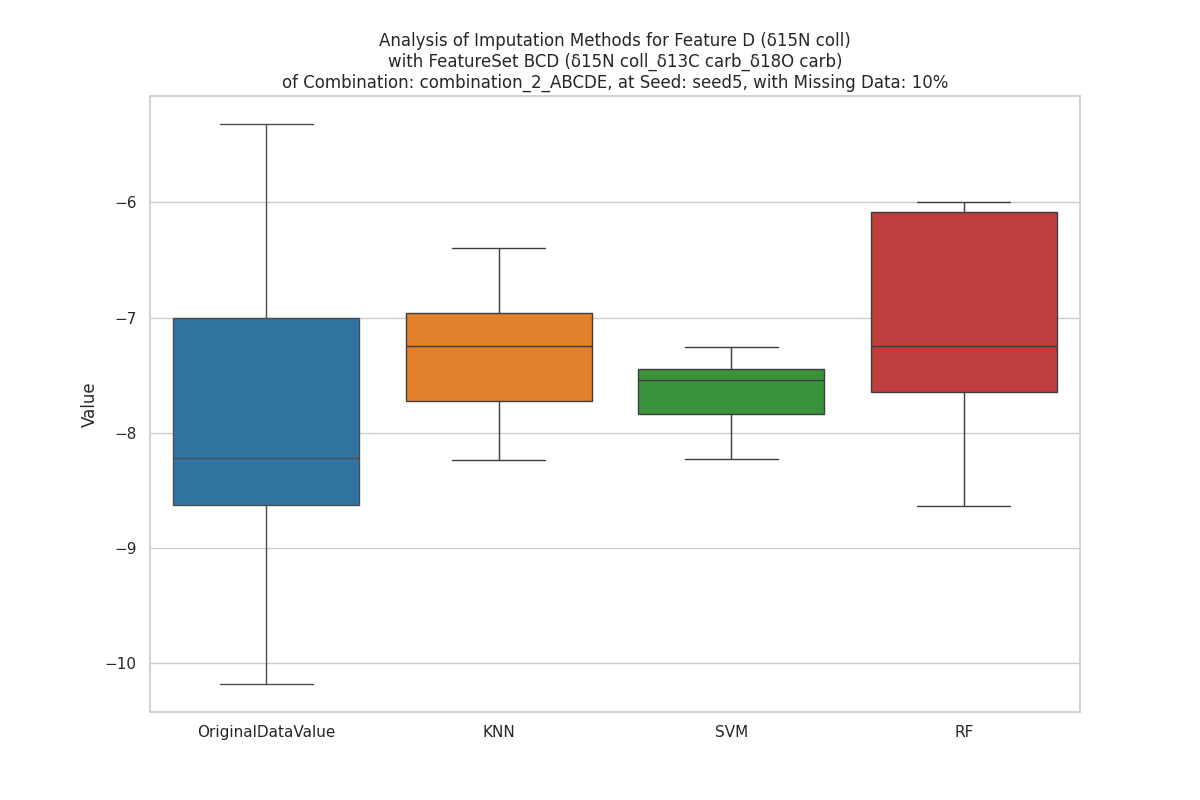 Analysis of Imputation Methods for Feature D (δ15N coll)
with FeatureSet BCD (δ15N coll_δ13C carb_δ18O carb)
of Combination: combination_2_ABCDE, at Seed: seed5, with Missing Data: 10%
−6
−7
−8
−9
−10
Value
OriginalDataValue KNN SVM RF